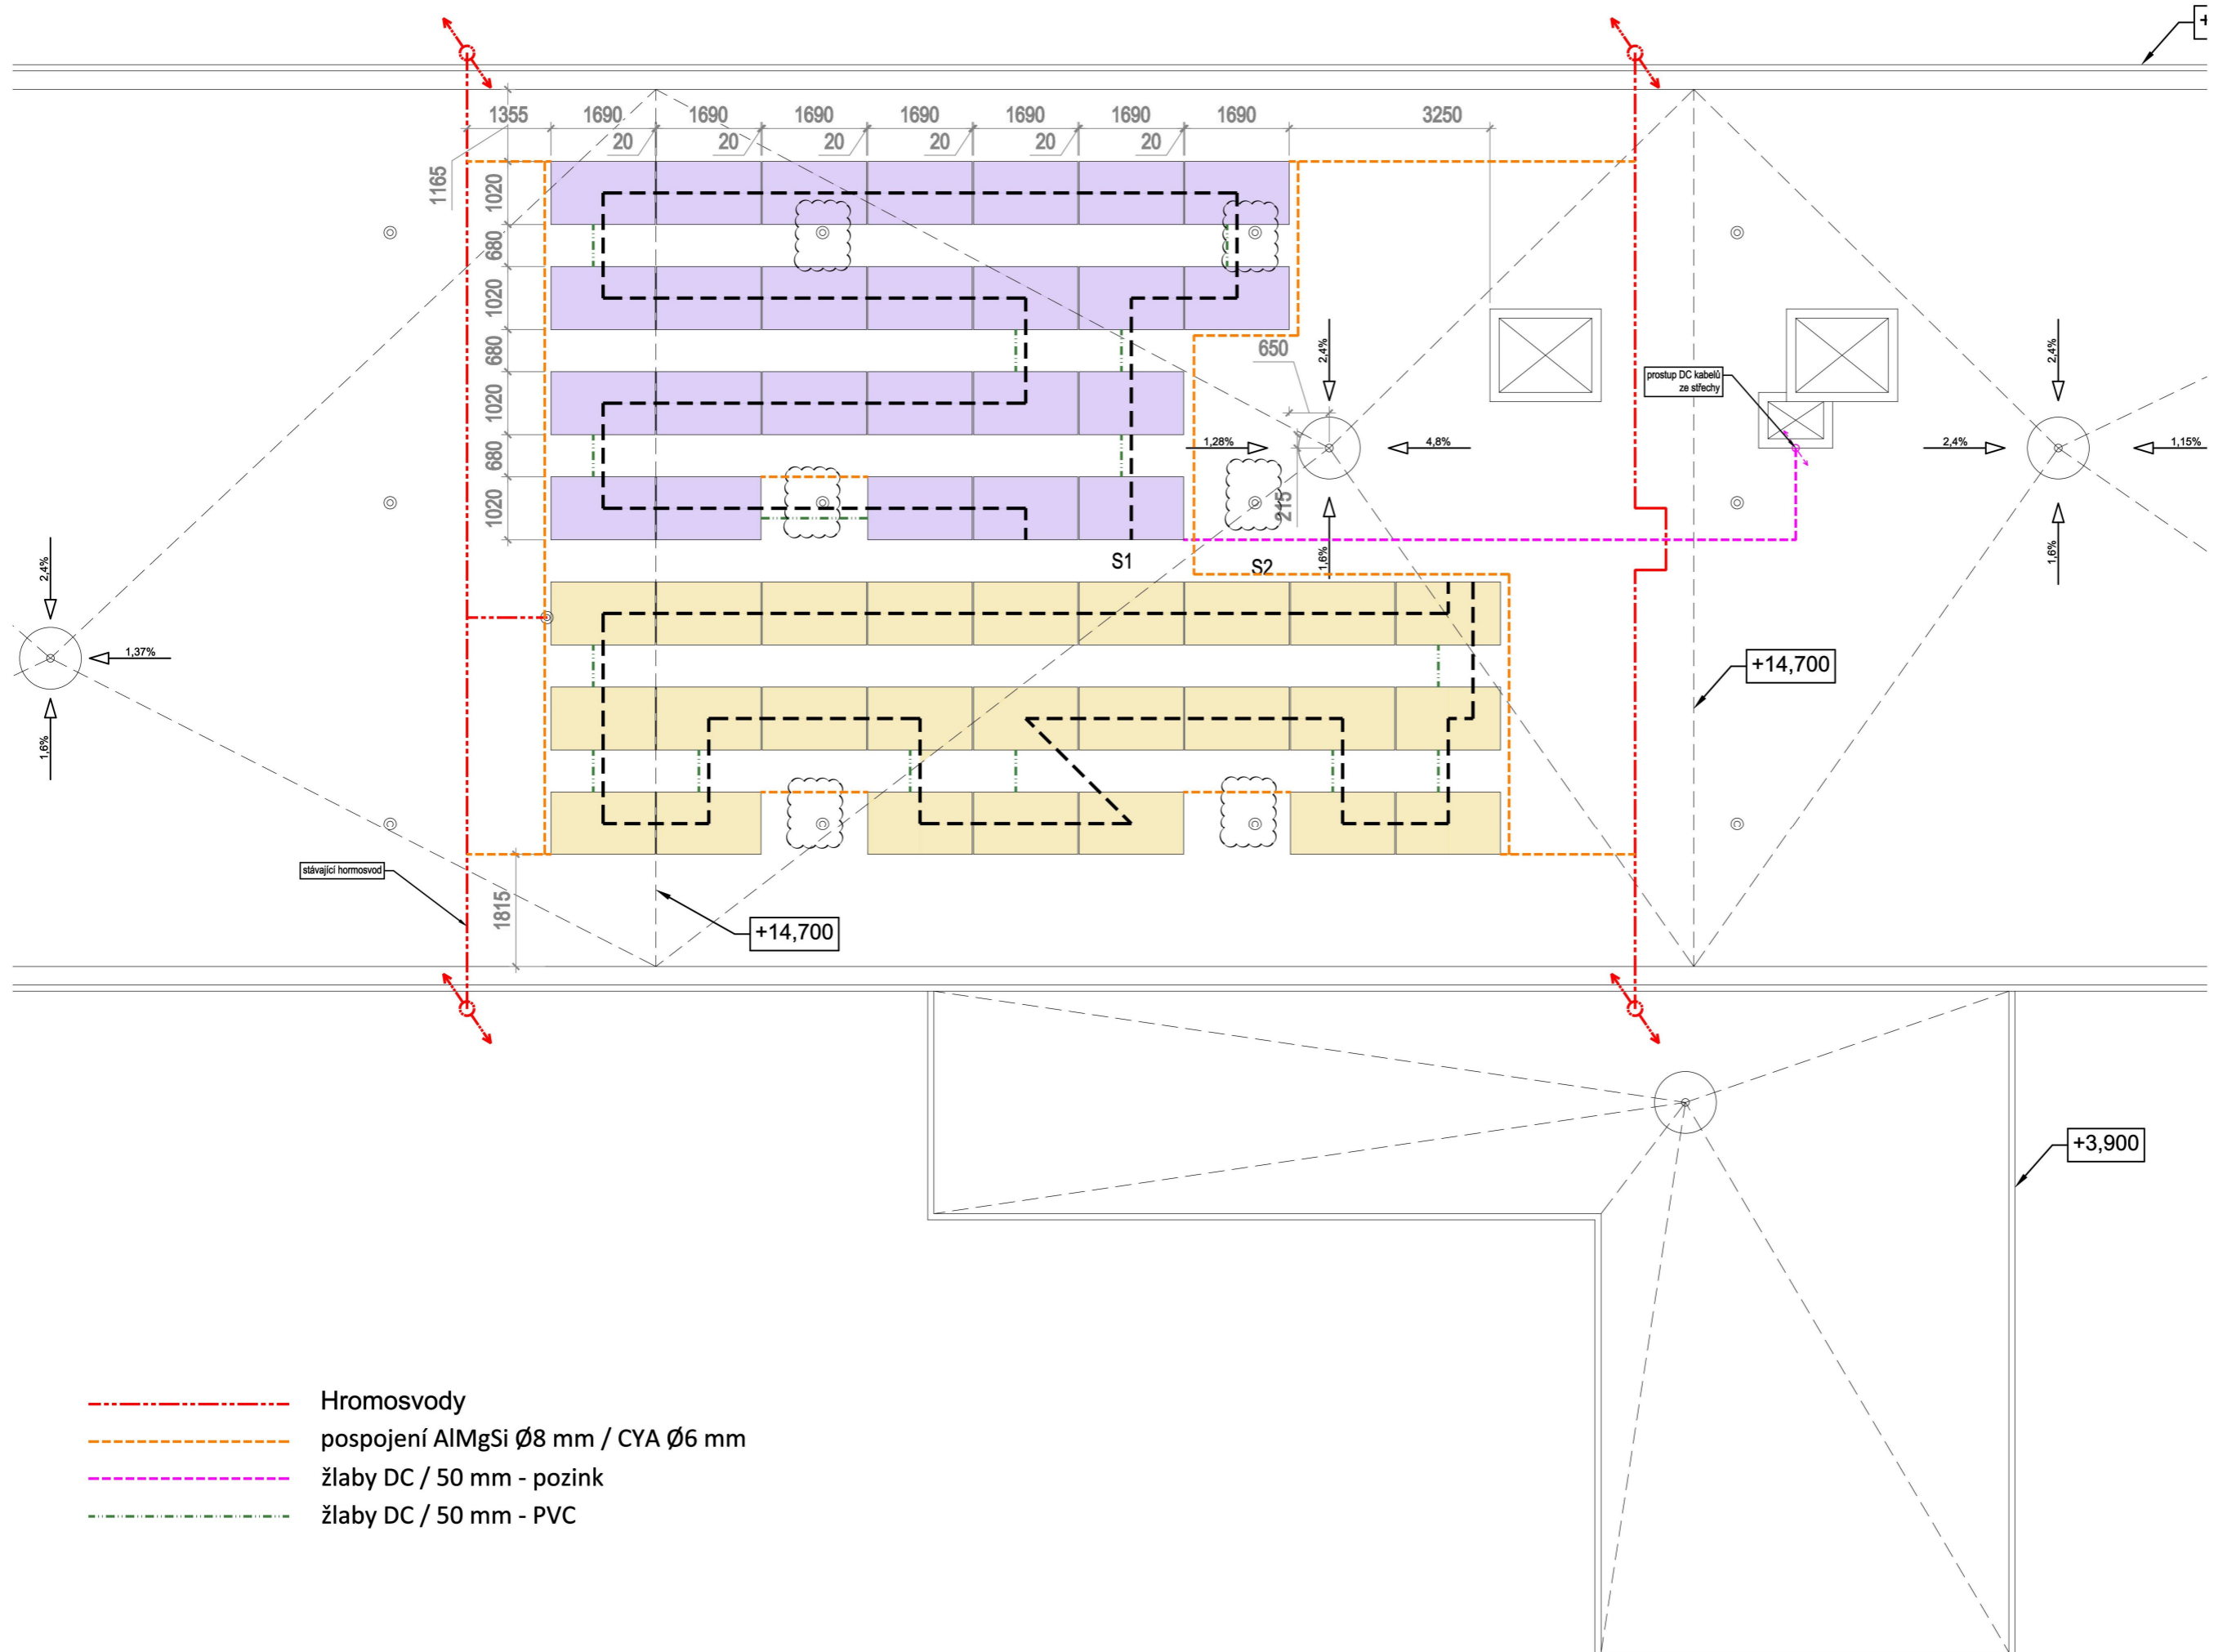 +
1355 1690 1690 1690 1690 1690 1690 1690 3250
20 20 20 20 20 20
1165
1020
680
1020
680
1020
680
1020
650
215
2,4%
1,28%
4,8%
1,6%
prostup DC kabelů
ze střechy
2,4%
2,4%
1,15%
1,6%
S1
S2
2,4%
1,37%
1,6%
+14,700
stávající hormosvod
1815
+14,700
+3,900
Hromosvody
pospojení AlMgSi Ø8 mm / CYA Ø6 mm
žlaby DC / 50 mm - pozink
žlaby DC / 50 mm - PVC